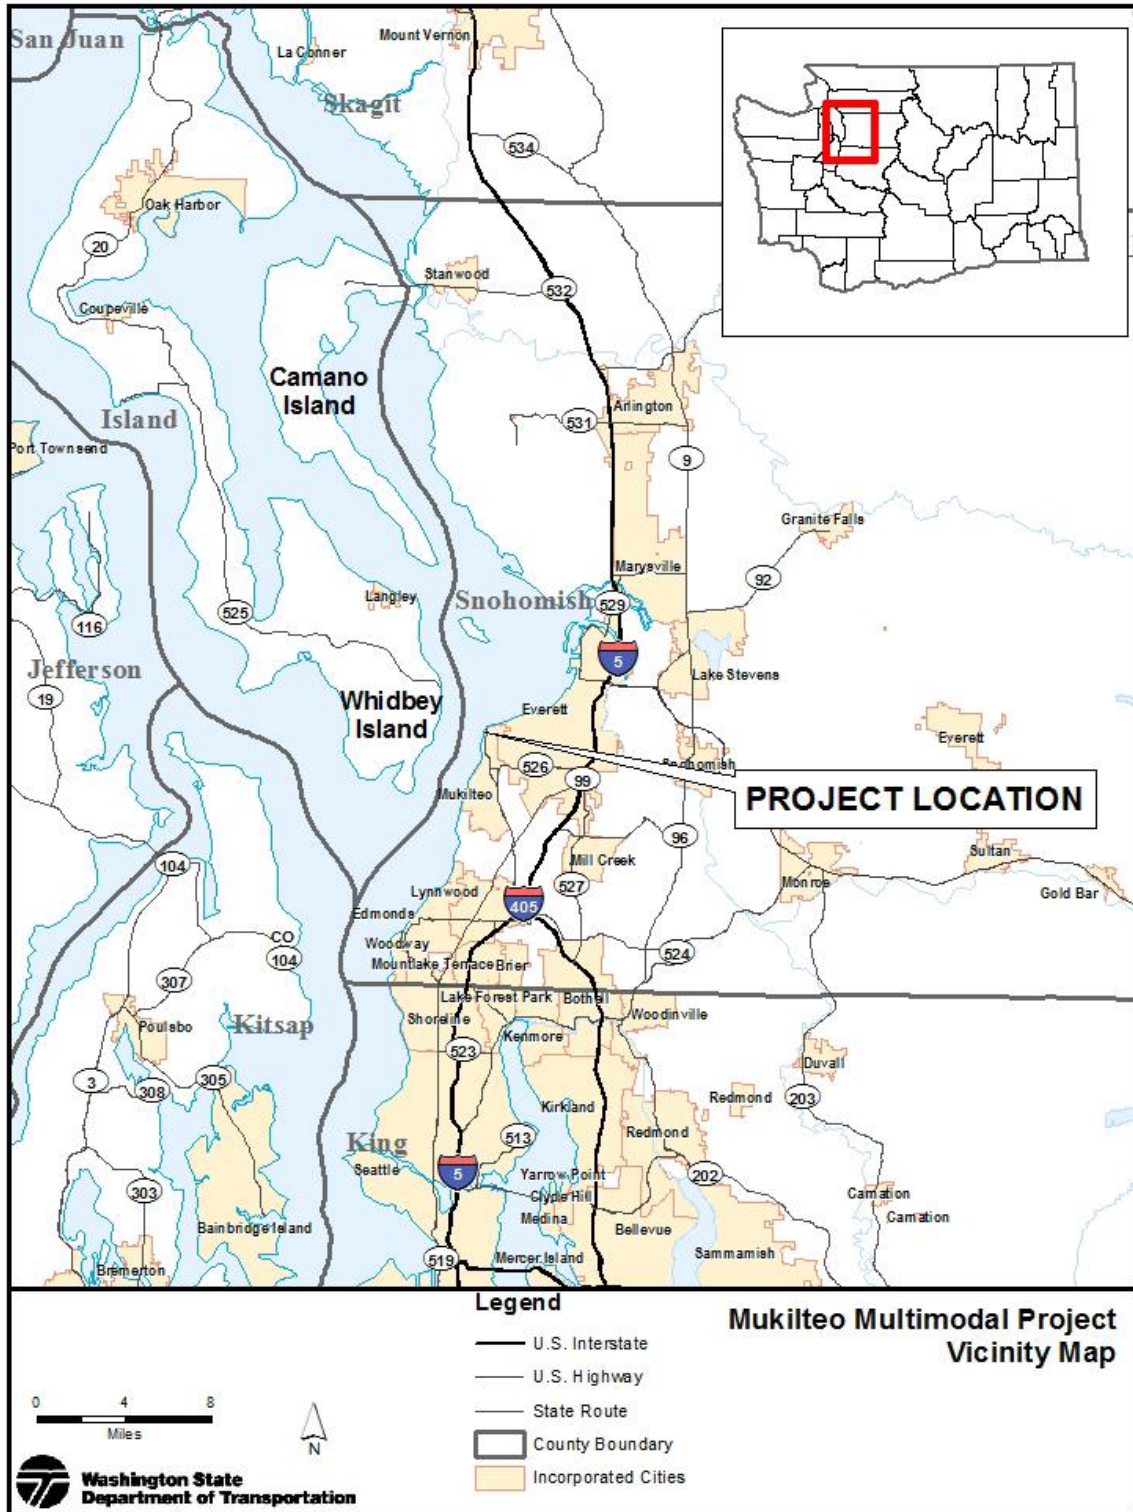 San Juan
Mount Vernon
La Conner
Skagit
534
Oak Harbor
20
Stanwood
532
Coupeville
Camano
Island
Island
Arlington
531
Port Townsend
9
Granite Falls
Marysville
92
Langley
Snohomish
529
525
116
5
Jefferson
Lake Stevens
19
Whidbey
Island
Everett
Everett
526
Snohomish
99
Mukilteo
PROJECT LOCATION
96
104
Mill Creek
Sultan
527
Monroe
Lynnwood
Gold Bar
405
Edmonds
CO
Woodway
104
524
Mountlake Terrace
Brier
307
Lake Forest Park
Bothell
Poulsbo
Kitsap
Shoreline
Woodinville
Kenmore
523
Duvall
3
308
305
Redmond
203
Kirkland
513
Redmond
King
Seattle
5
Yarrow Point
202
303
Clyde Hill
Carnation
Medina
Carnation
Bainbridge Island
Bellevue
Sammamish
519
Mercer Island
Bremerton
Legend
U.S. Interstate
U.S. Highway
State Route
County Boundary
Incorporated Cities
Mukilteo Multimodal Project
Vicinity Map
0 4 8
Miles
N
Washington State
Department of Transportation